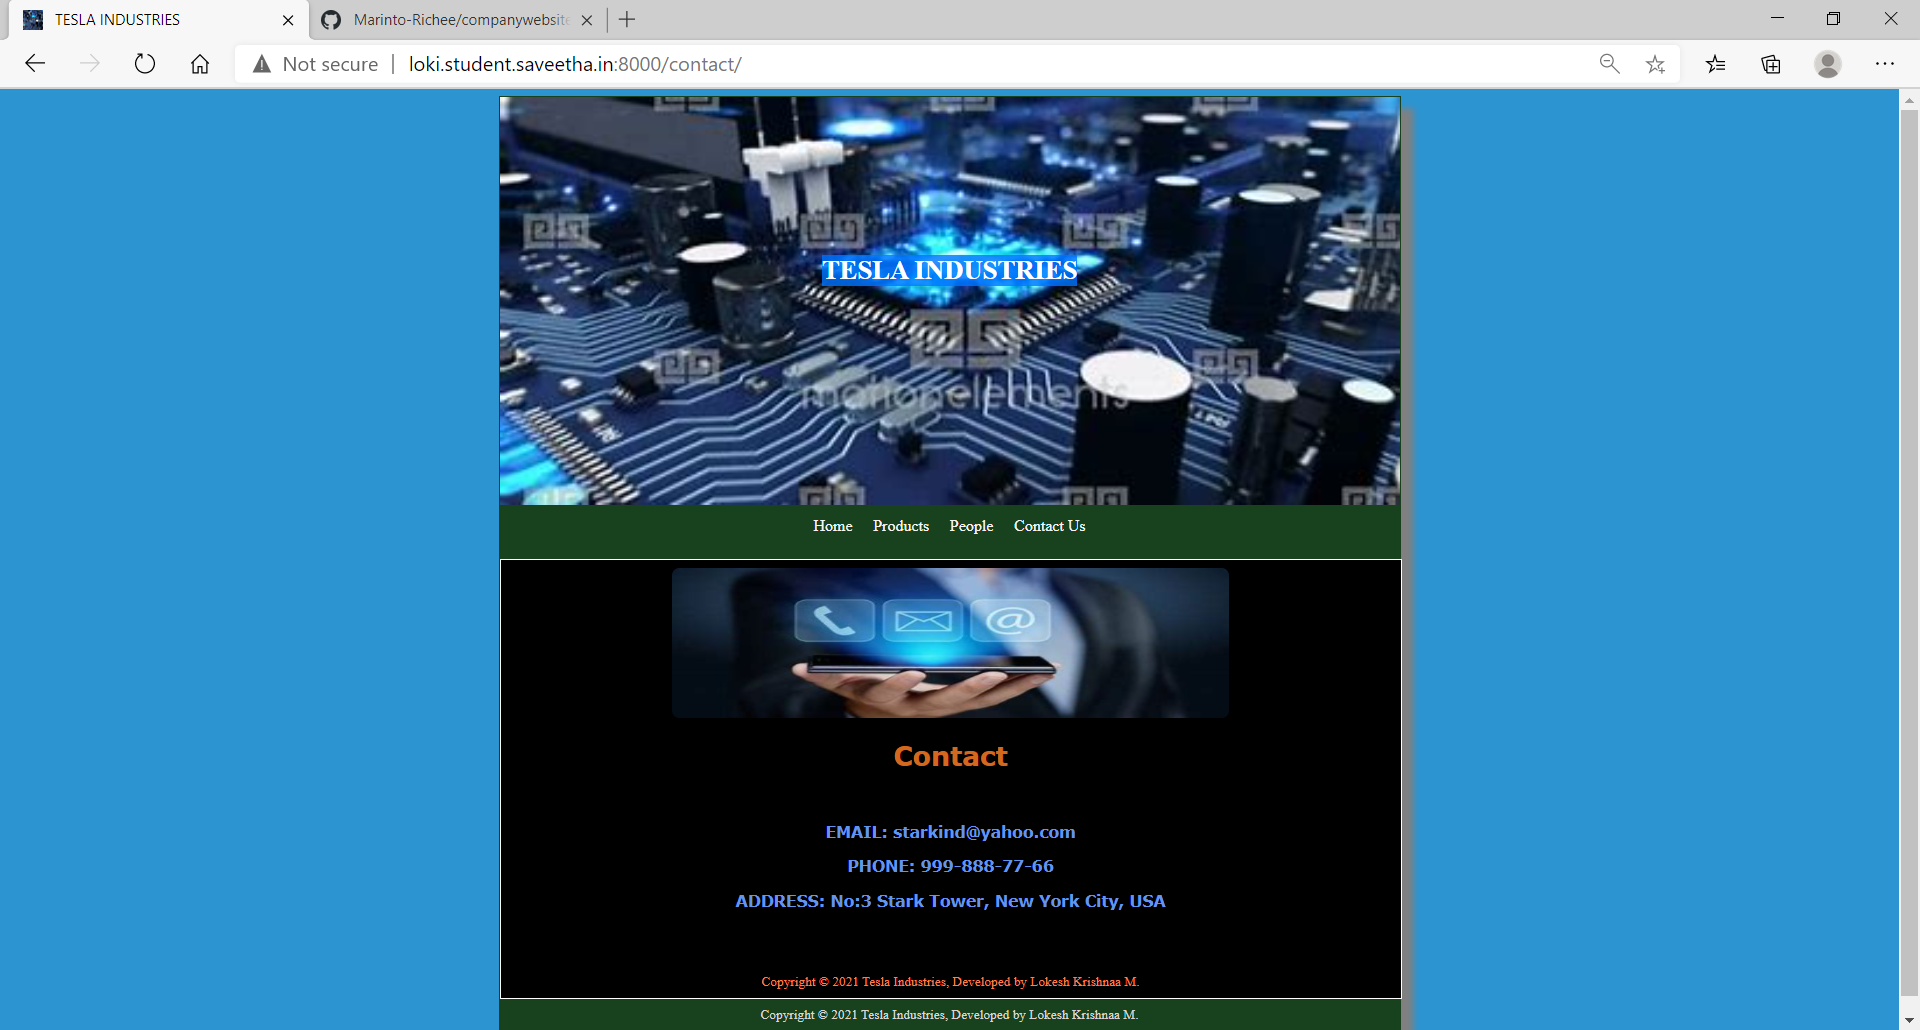 TESLA INDUSTRIES
Marinto-Richee/companywebsite
Not secure | loki.student.saveetha.in:8000/contact/
TESLA INDUSTRIES
motionelements
Home Products People Contact Us
Contact
EMAIL: starkind@yahoo.com
PHONE: 999-888-77-66
ADDRESS: No:3 Stark Tower, New York City, USA
Copyright © 2021 Tesla Industries, Developed by Lokesh Krishnaa M.
Copyright © 2021 Tesla Industries, Developed by Lokesh Krishnaa M.